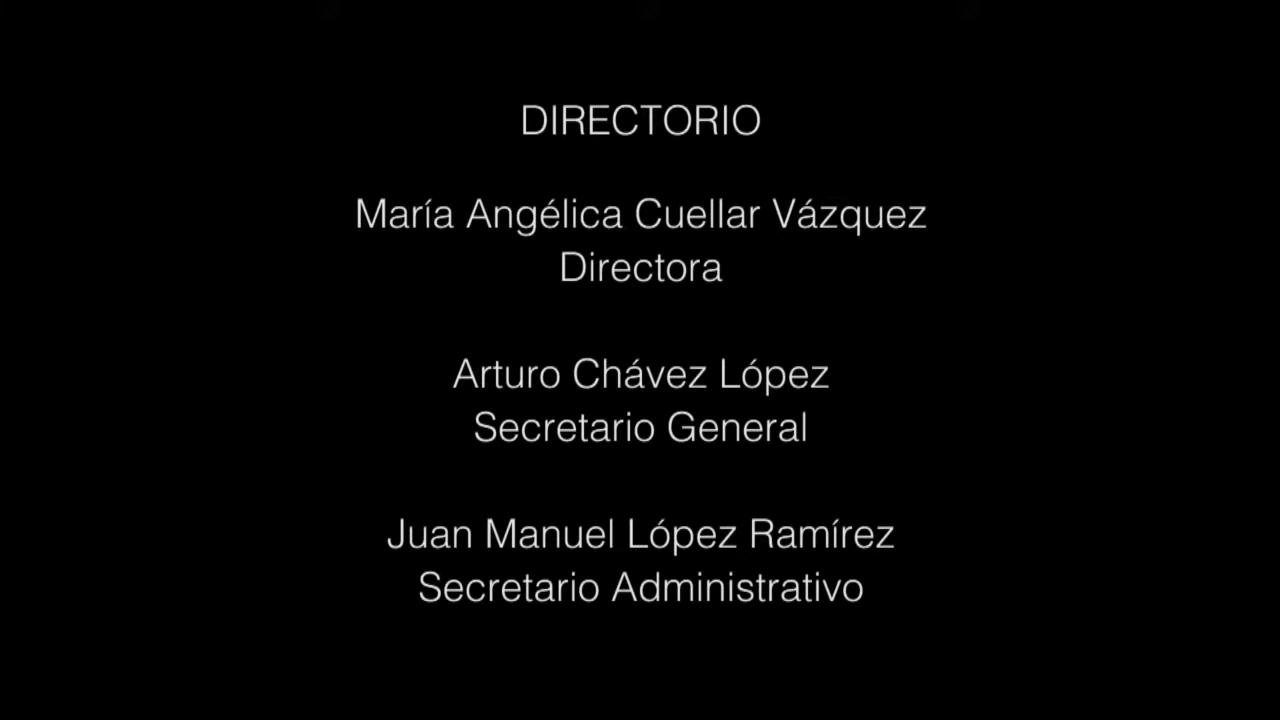 DIRECTORIO
María Angélica Cuellar Vázquez
Directora
Arturo Chávez López
Secretario General
Juan Manuel López Ramírez
Secretario Administrativo